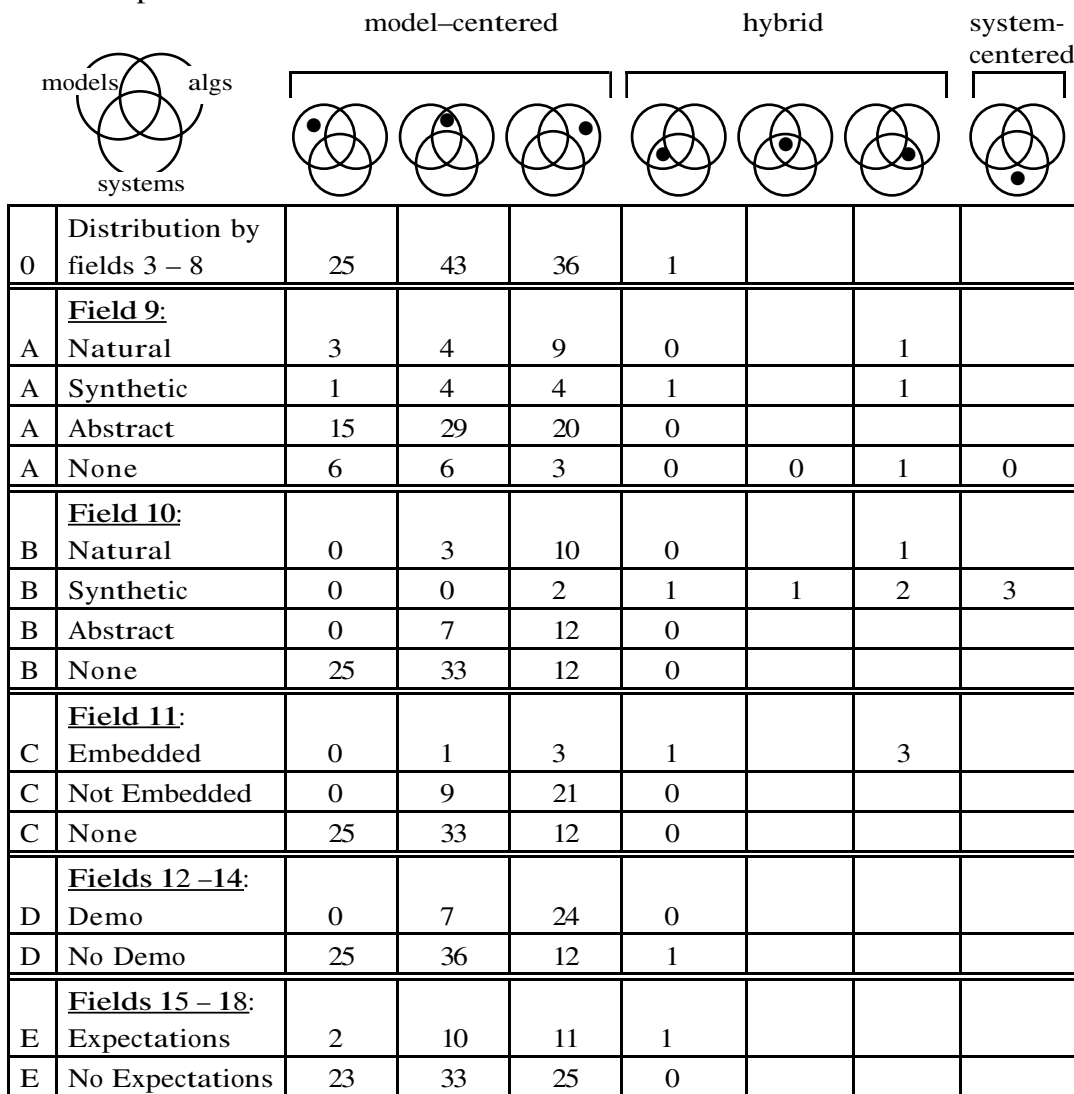 model–centered hybrid system-
centered
models algs
systems
Distribution by
0 fields 3 – 8 25 43 36 1
Field 9:
A Natural 3 4 9 0 1
A Synthetic 1 4 4 1 1
A Abstract 15 29 20 0
A None 6 6 3 0 0 1 0
Field 10:
B Natural 0 3 10 0 1
B Synthetic 0 0 2 1 1 2 3
B Abstract 0 7 12 0
B None 25 33 12 0
Field 11:
C Embedded 0 1 3 1 3
C Not Embedded 0 9 21 0
C None 25 33 12 0
Fields 12 –14:
D Demo 0 7 24 0
D No Demo 25 36 12 1
Fields 15 – 18:
E Expectations 2 10 11 1
E No Expectations 23 33 25 0